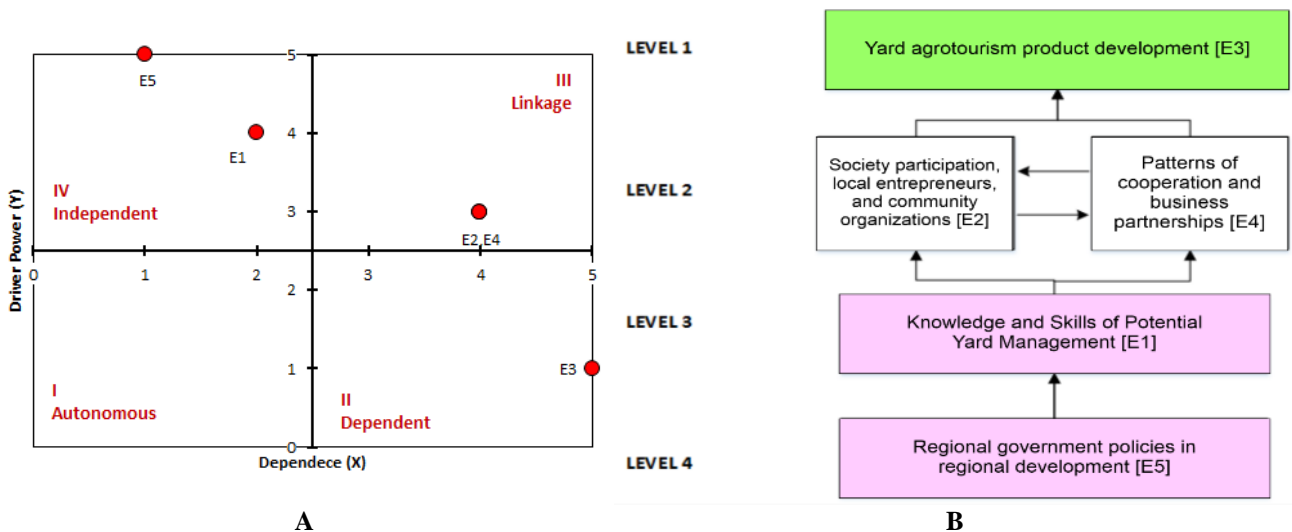 Driver Power (Y)
5
E5
III
Linkage
4
E1
IV
Independent
3
E2,E4
0
1
2
3
4
5
2
1
E3
I
Autonomous
II
Dependent
0
Dependece (X)
A
LEVEL 1
Yard agrotourism product development [E3]
LEVEL 2
Society participation,
local entrepreneurs,
and community
organizations [E2]
Patterns of
cooperation and
business
partnerships [E4]
LEVEL 3
Knowledge and Skills of Potential
Yard Management [E1]
LEVEL 4
Regional government policies in
regional development [E5]
B